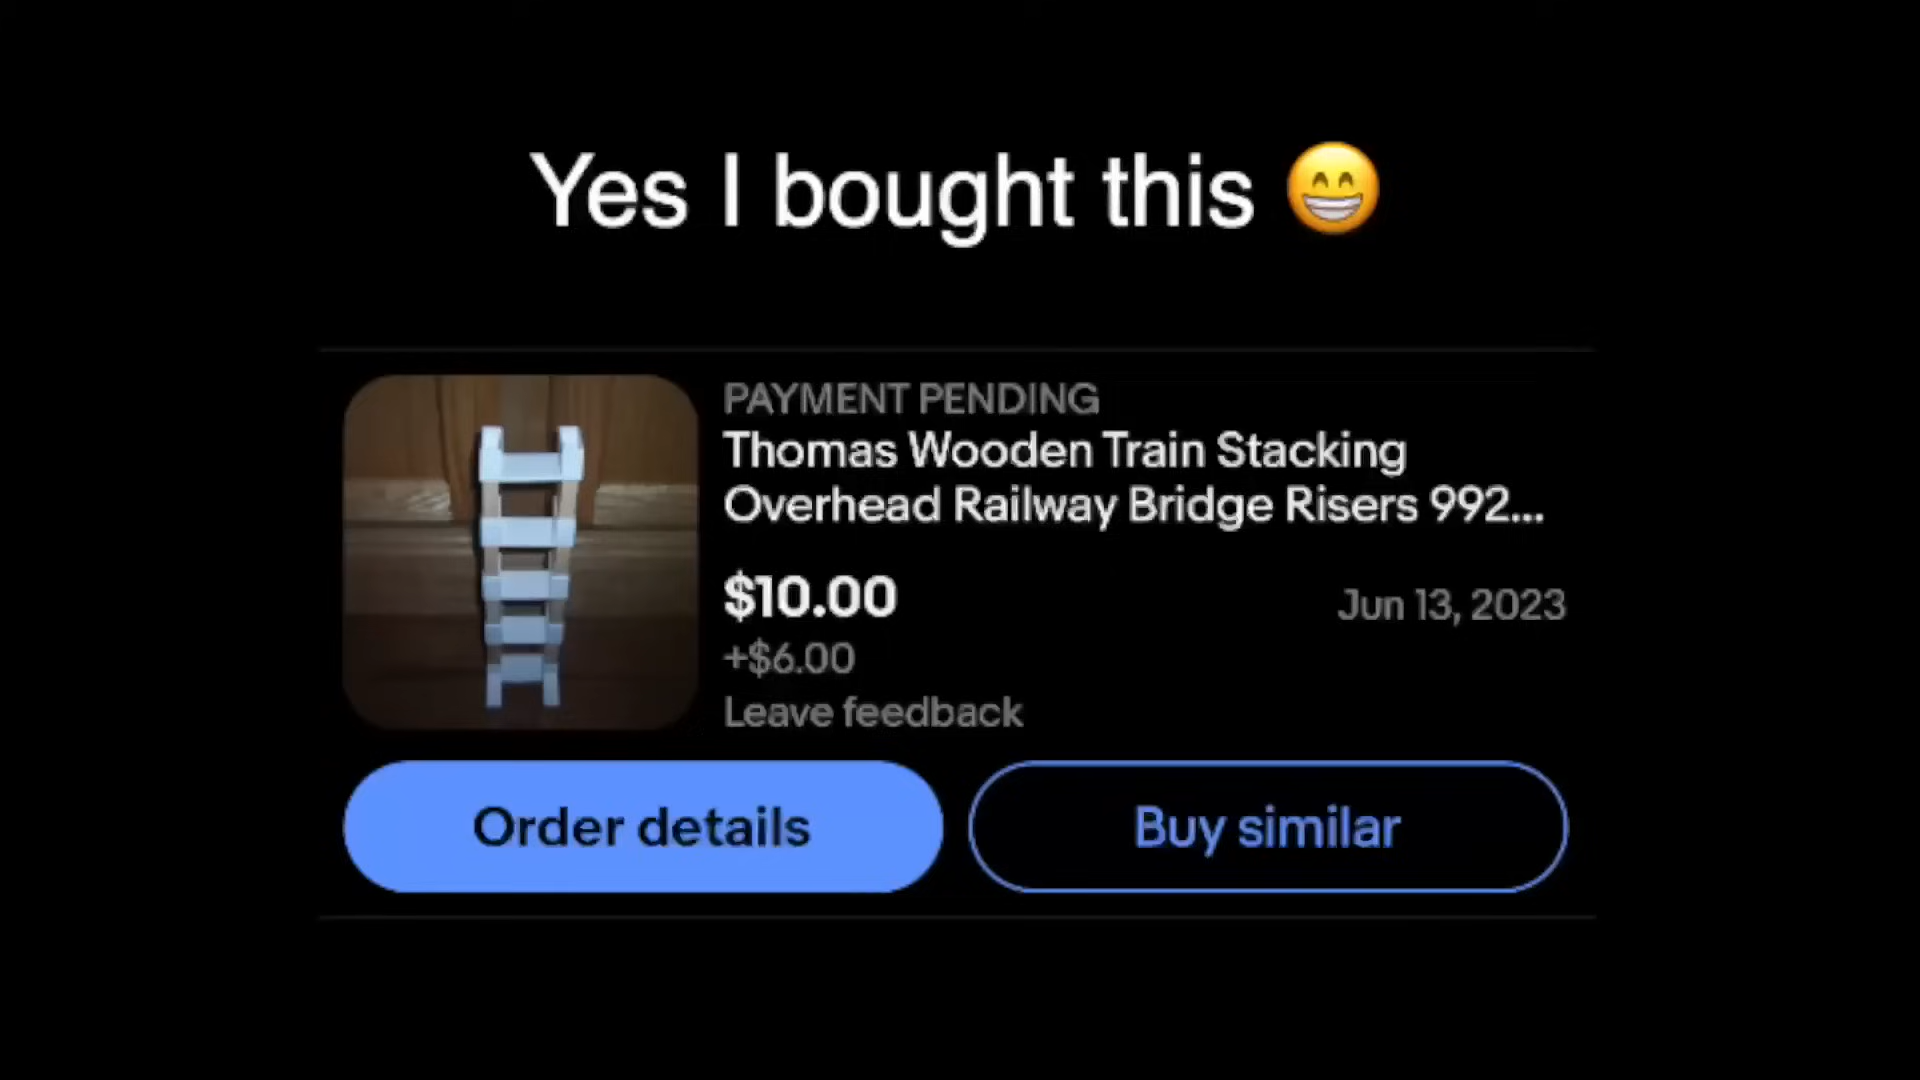 Yes I bought this 😁
PAYMENT PENDING
Thomas Wooden Train Stacking
Overhead Railway Bridge Risers 992...
$10.00
Jun 13, 2023
+$6.00
Leave feedback
Order details
Buy similar